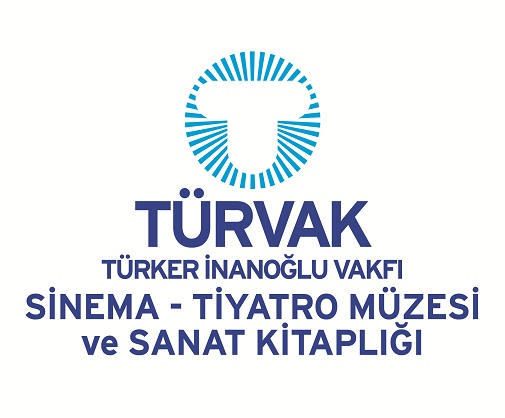 TÜRVAK
TÜRKER İNANOĞLU VAKFI
SİNEMA - TİYATRO MÜZESİ
ve SANAT KİTAPLIĞI